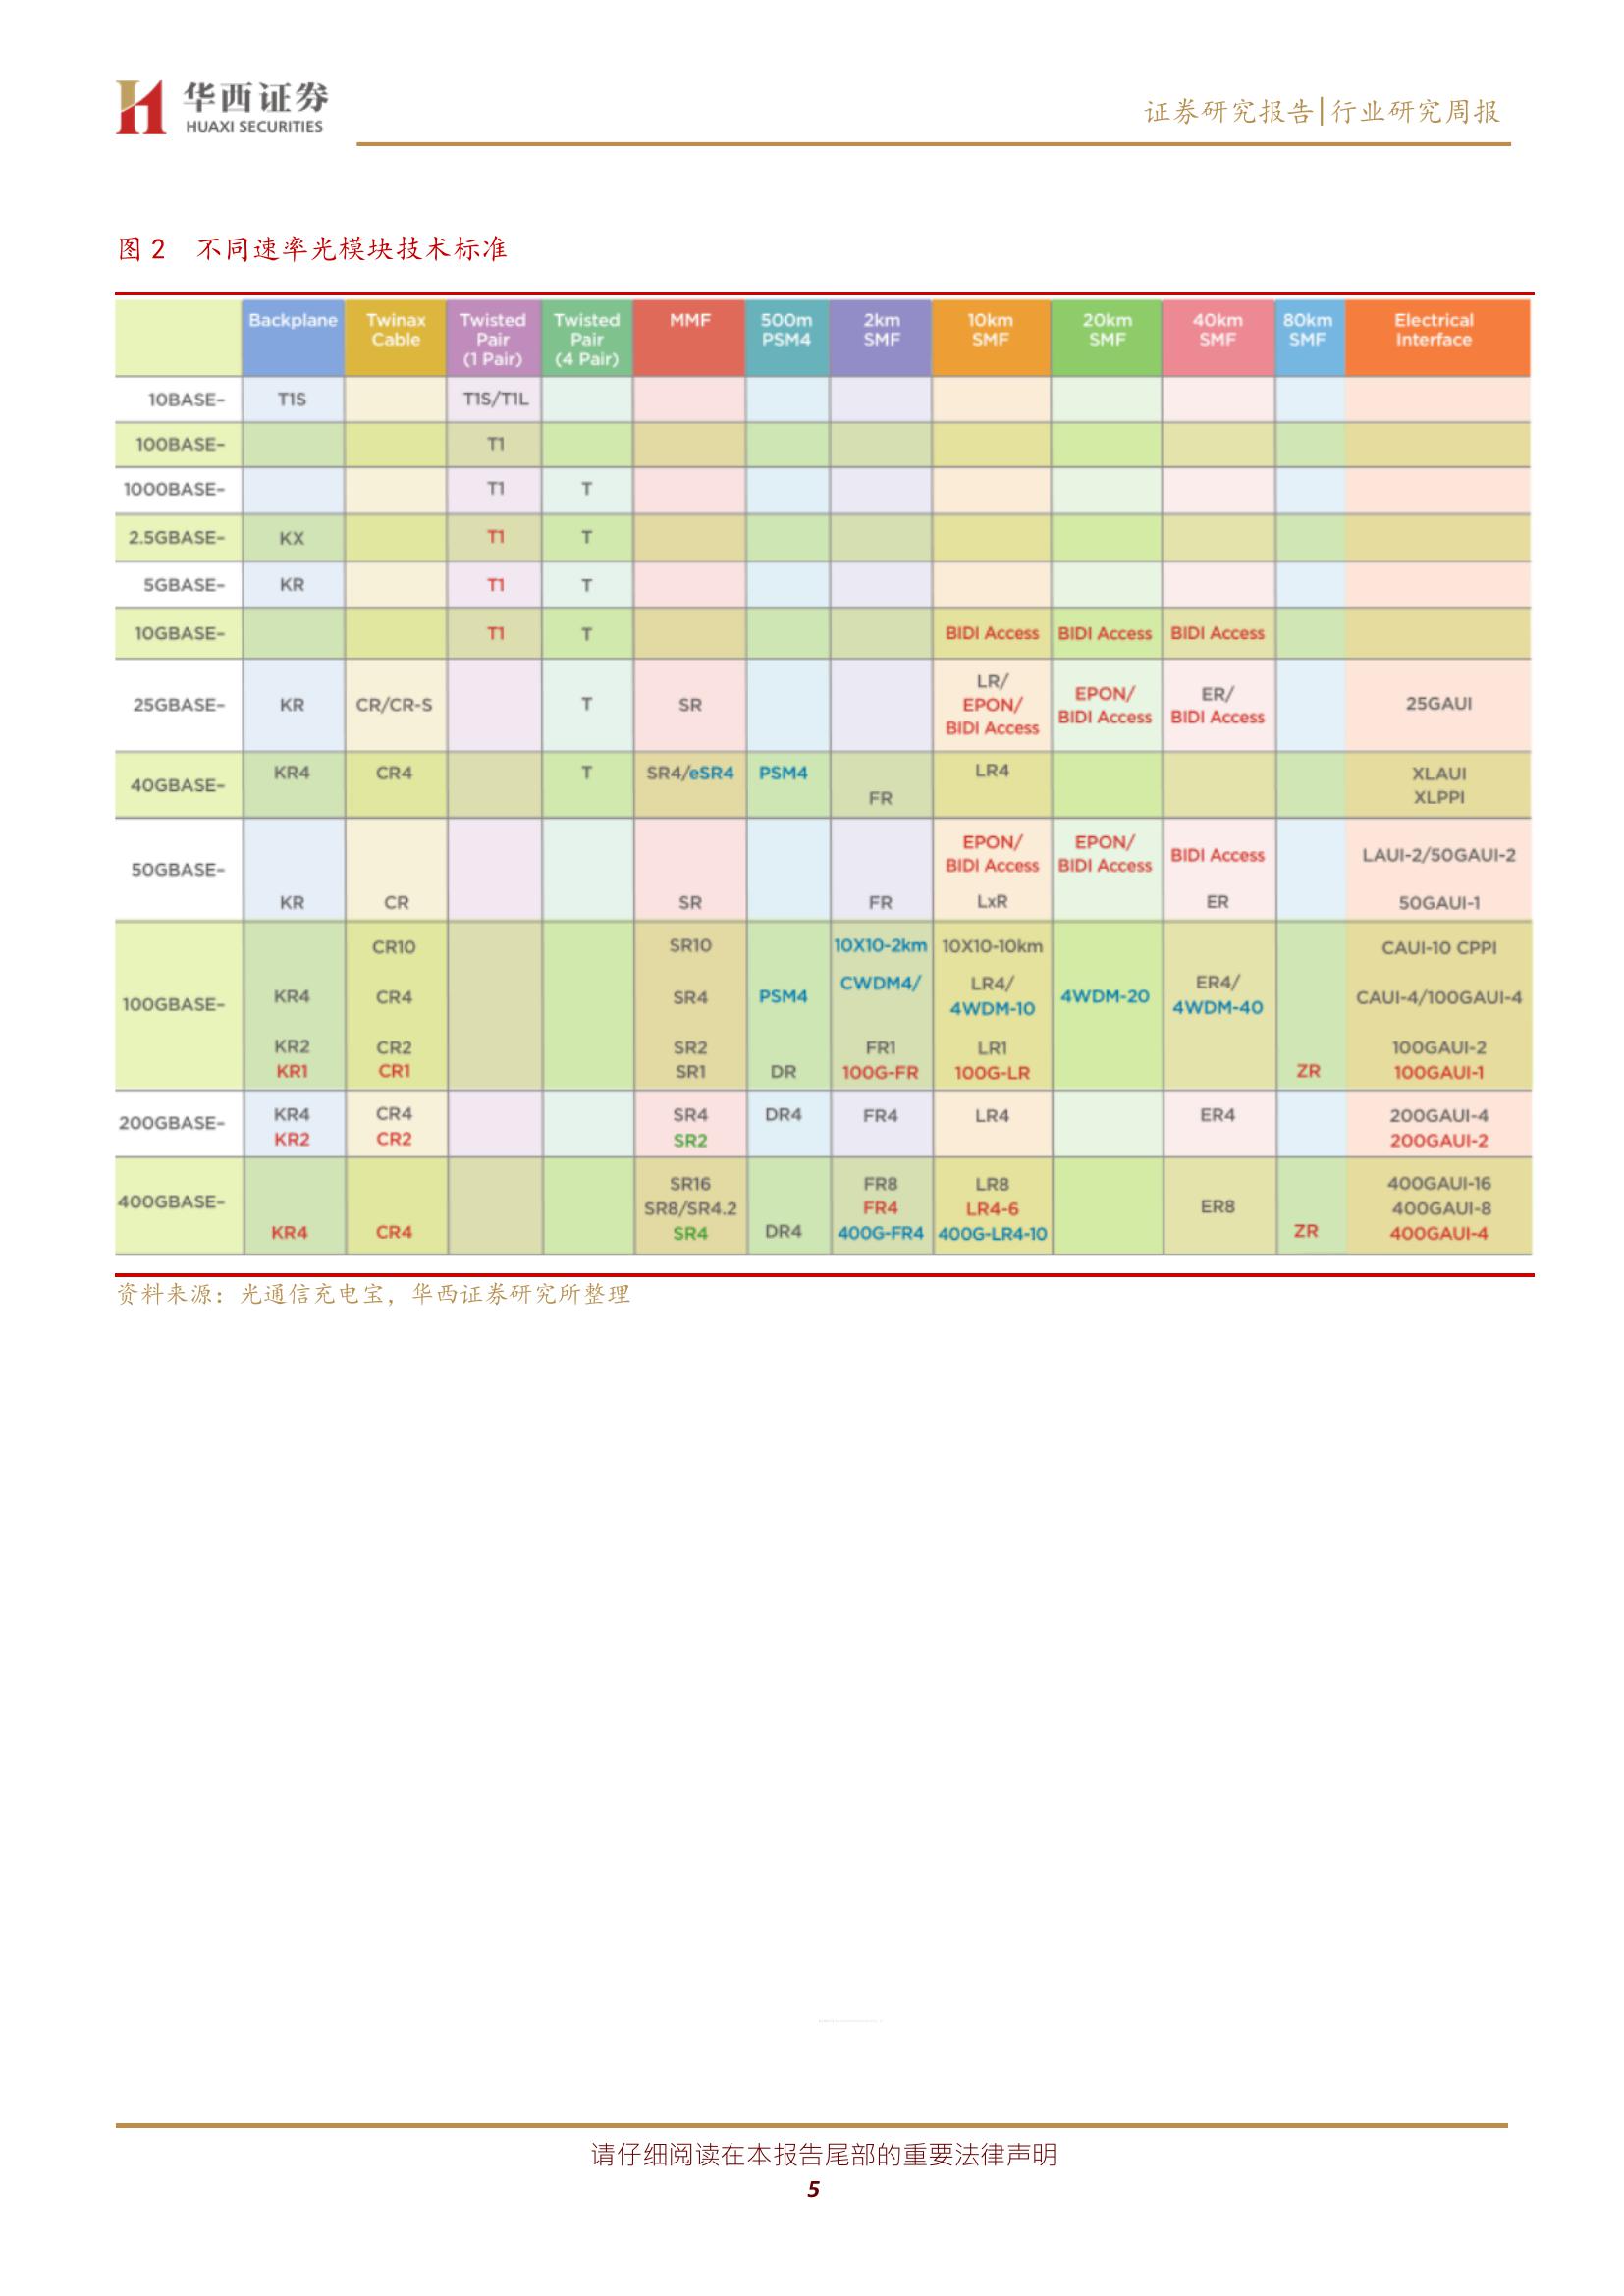 华西证券
HUAXI SECURITIES
证券研究报告|行业研究周报
图 2 不同速率光模块技术标准
Backplane Twinax Cable Twisted Pair (1 Pair) Twisted Pair (4 Pair) MMF 500m PSM4 2km SMF 10km SMF 20km SMF 40km SMF 80km SMF Electrical Interface
10BASE- T1S T1S/T1L
100BASE- T1
1000BASE- T1 T
2.5GBASE- KX T1 T
5GBASE- KR T1 T
10GBASE- T1 T BIDI Access BIDI Access BIDI Access
25GBASE- KR CR/CR-S T SR LR/ EPON/ BIDI Access EPON/ BIDI Access ER/ BIDI Access 25GAUI
40GBASE- KR4 CR4 T SR4/eSR4 PSM4 FR LR4 XLAUI XLPPI
50GBASE- EPON/ BIDI Access EPON/ BIDI Access BIDI Access LAUI-2/50GAUI-2
KR CR SR FR LxR ER 50GAUI-1
100GBASE- CR10 SR10 10X10-2km 10X10-10km CAUI-10 CPPI
KR4 CR4 SR4 PSM4 CWDM4/ LR4/ 4WDM-10 4WDM-20 ER4/ 4WDM-40 CAUI-4/100GAUI-4
KR2 CR2 SR2 FR1 LR1 100GAUI-2
KR1 CR1 SR1 DR 100G-FR 100G-LR ZR 100GAUI-1
200GBASE- KR4 CR4 SR4 DR4 FR4 LR4 ER4 200GAUI-4
KR2 CR2 SR2 200GAUI-2
400GBASE- SR16 FR8 LR8 400GAUI-16
SR8/SR4.2 FR4 LR4-6 ER8 400GAUI-8
KR4 CR4 SR4 DR4 400G-FR4 400G-LR4-10 ZR 400GAUI-4
资料来源：光通信充电宝，华西证券研究所整理
请仔细阅读在本报告尾部的重要法律声明
5